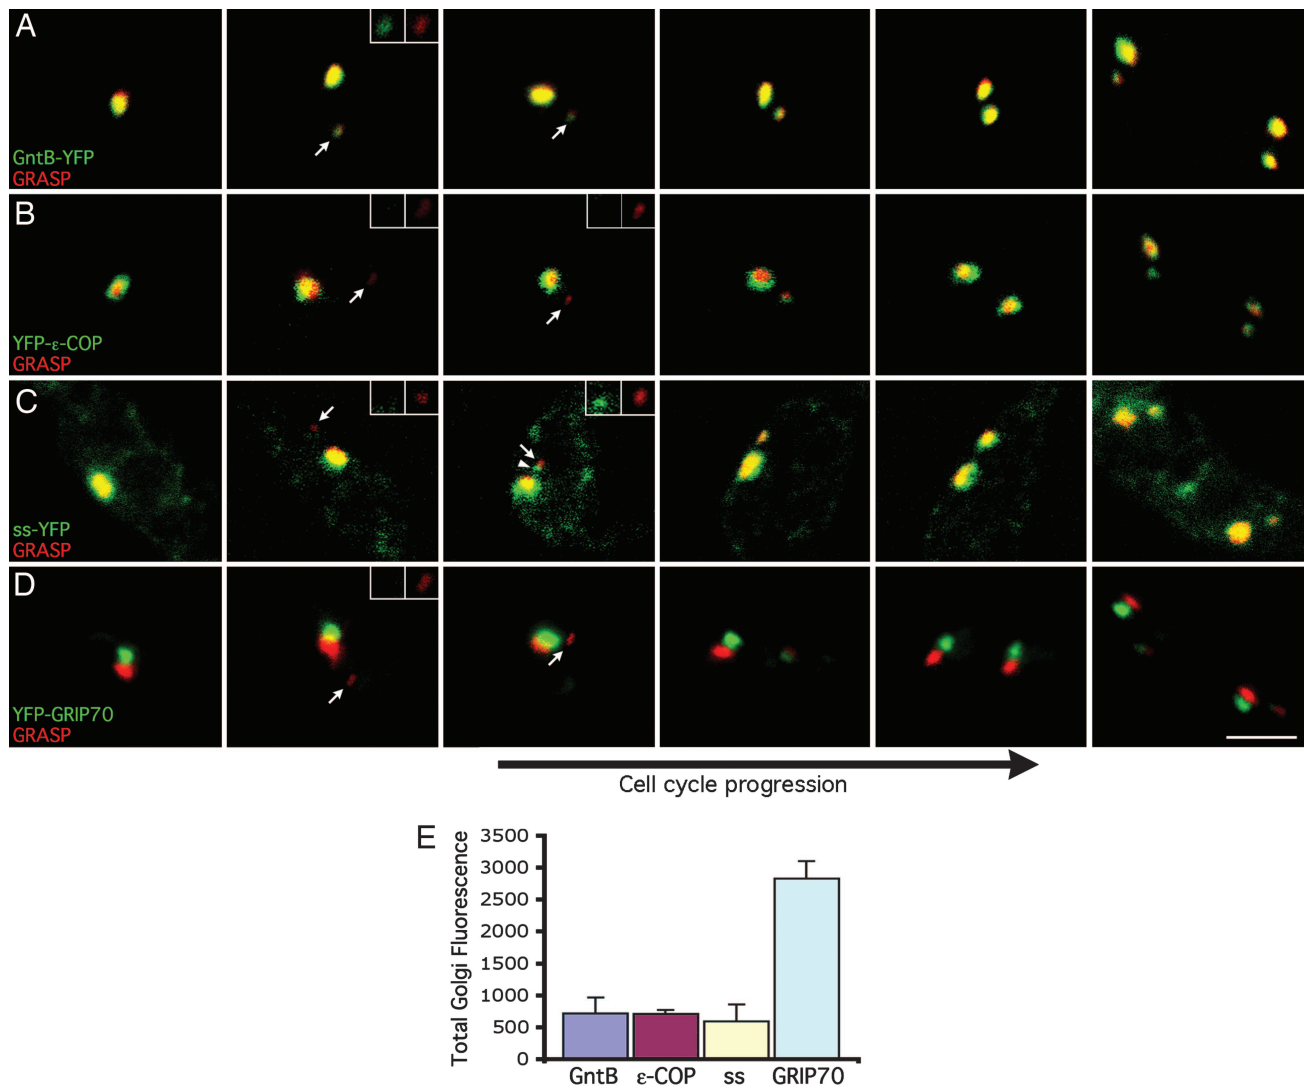 A
GntB-YFP
GRASP
B
YFP-ε-COP
GRASP
C
ss-YFP
GRASP
D
YFP-GRIP70
GRASP
Cell cycle progression
E
Total Golgi Fluorescence
3500
3000
2500
2000
1500
1000
500
0
GntB ε-COP ss GRIP70